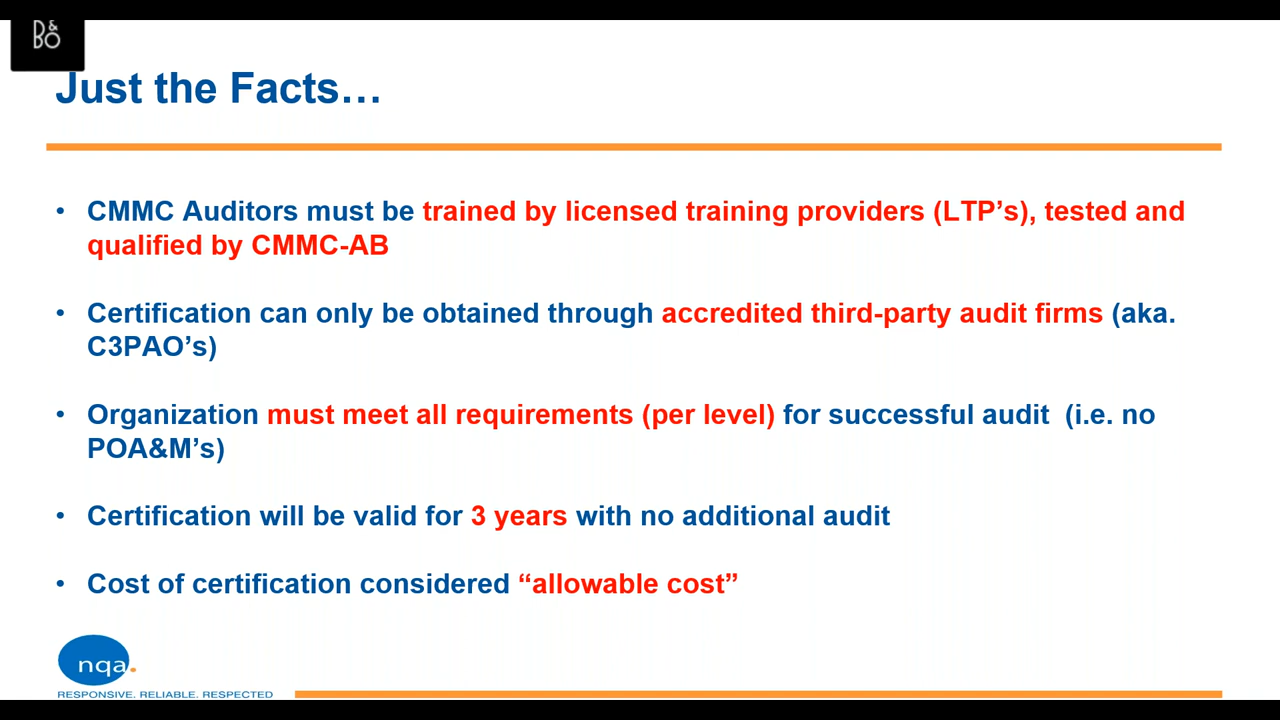 B&
BO
Just the Facts…
• CMMC Auditors must be trained by licensed training providers (LTP’s), tested and
qualified by CMMC-AB
• Certification can only be obtained through accredited third-party audit firms (aka.
C3PAO’s)
• Organization must meet all requirements (per level) for successful audit  (i.e. no
POA&M’s)
• Certification will be valid for 3 years with no additional audit
• Cost of certification considered “allowable cost”
nqa.
RESPONSIVE. RELIABLE. RESPECTED